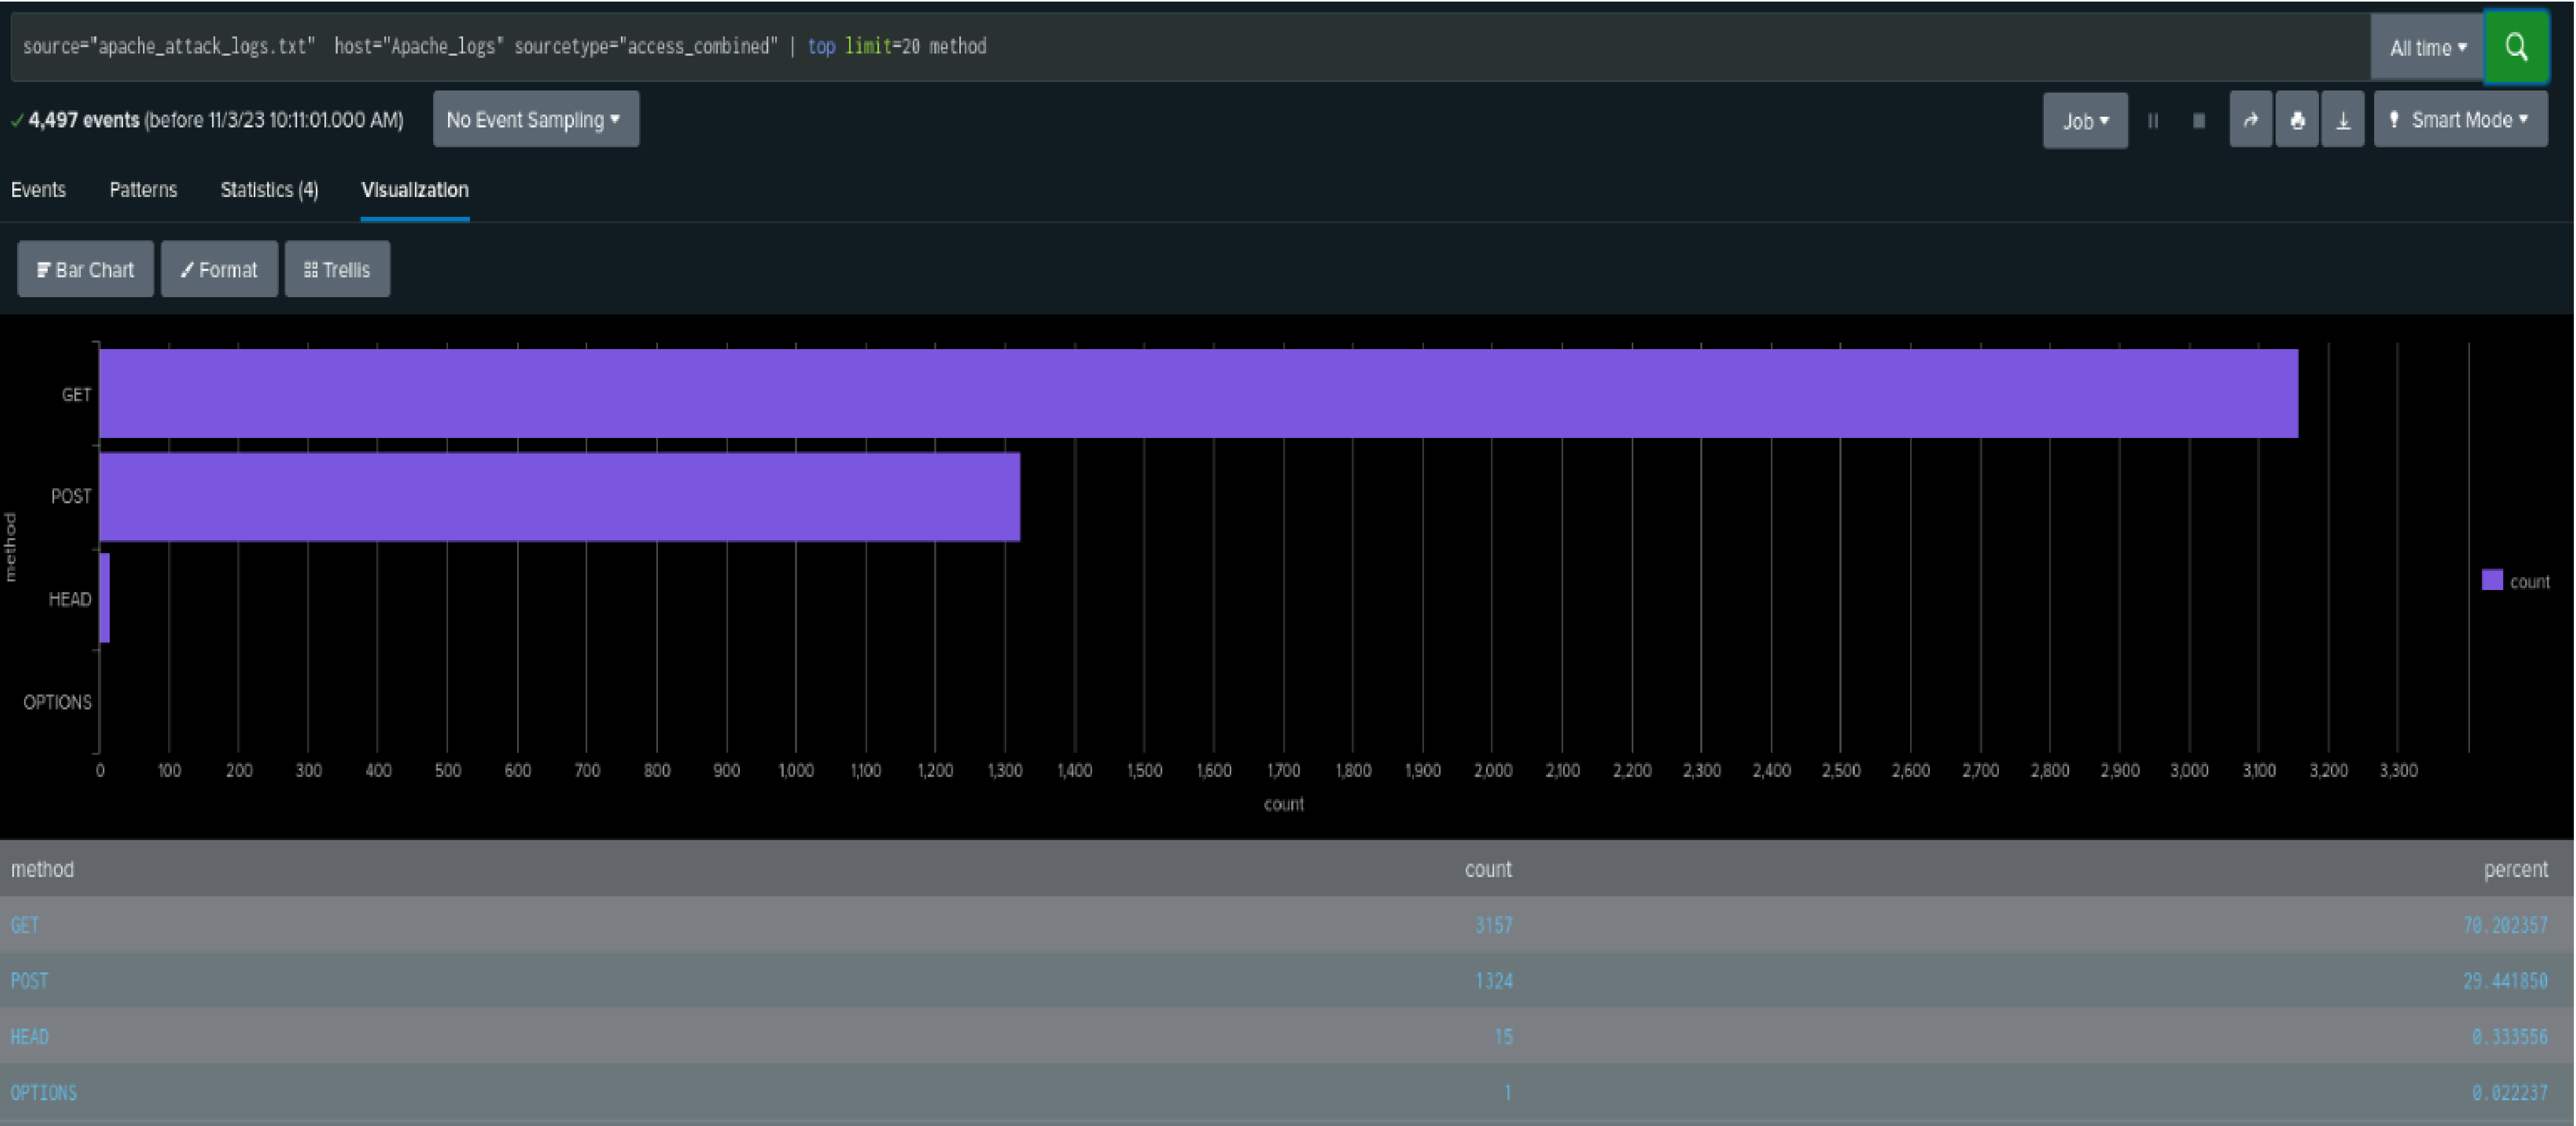 source="apache_attack_logs.txt"  host="Apache_logs" sourcetype="access_combined" | top limit=20 method
All time
4,497 events (before 11/3/23 10:11:01.000 AM)
No Event Sampling
Job
Smart Mode
Events Patterns Statistics (4) Visualization
Bar Chart Format Trellis
GET
POST
HEAD
OPTIONS
method
0 100 200 300 400 500 600 700 800 900 1,000 1,100 1,200 1,300 1,400 1,500 1,600 1,700 1,800 1,900 2,000 2,100 2,200 2,300 2,400 2,500 2,600 2,700 2,800 2,900 3,000 3,100 3,200 3,300
count
count
method count percent
GET 3157 70.202357
POST 1324 29.441850
HEAD 15 0.333556
OPTIONS 1 0.022237